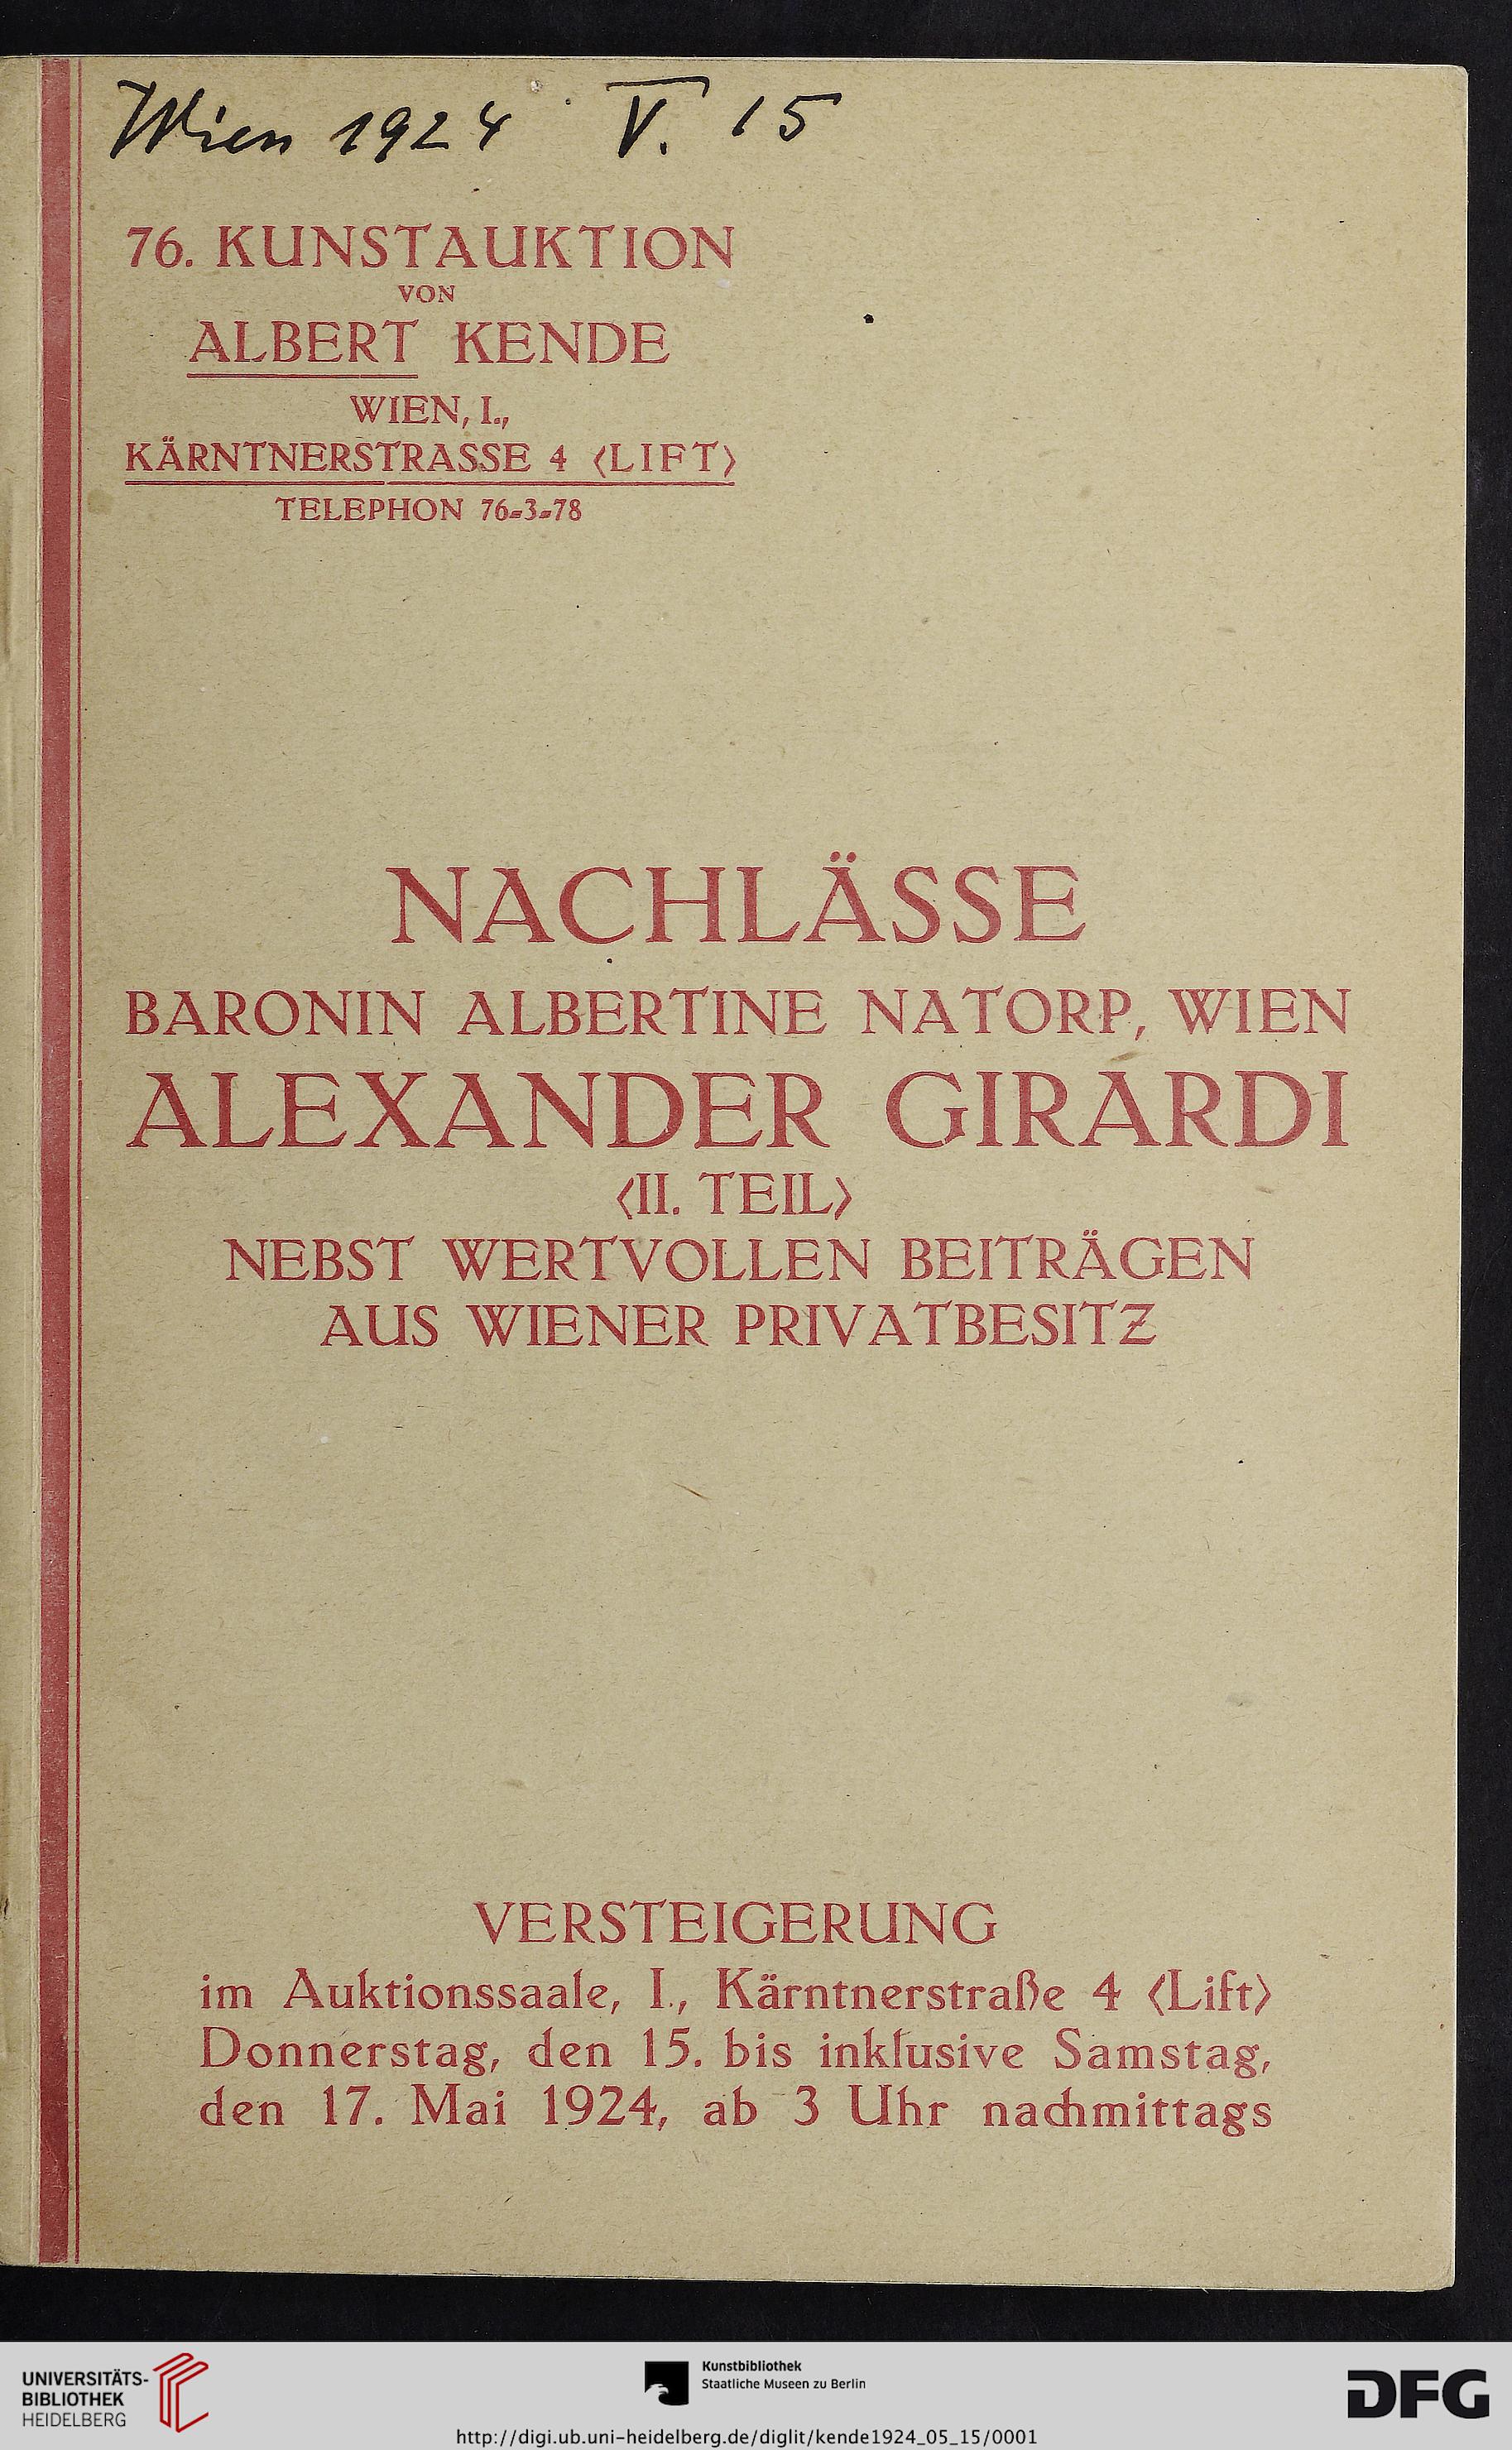 Wien 1924 V. 15
76. KUNSTAUKTION
VON
ALBERT KENDE
WIEN, I.,
KÄRNTNERSTRASSE 4 (LIFT)
TELEPHON 76-3-78
NACHLÄSSE
BARONIN ALBERTINE NATORP, WIEN
ALEXANDER GIRARDI
(II. TEIL)
NEBST WERTVOLLEN BEITRÄGEN
AUS WIENER PRIVATBESITZ
VERSTEIGERUNG
im Auktionssaale, I., Kärntnerstraße 4 (Lift)
Donnerstag, den 15. bis inklusive Samstag,
den 17. Mai 1924, ab 3 Uhr nachmittags
UNIVERSITÄTS-
BIBLIOTHEK
HEIDELBERG
Kunstbibliothek
Staatliche Museen zu Berlin
DFG
http://digi.ub.uni-heidelberg.de/diglit/kende1924_05_15/0001